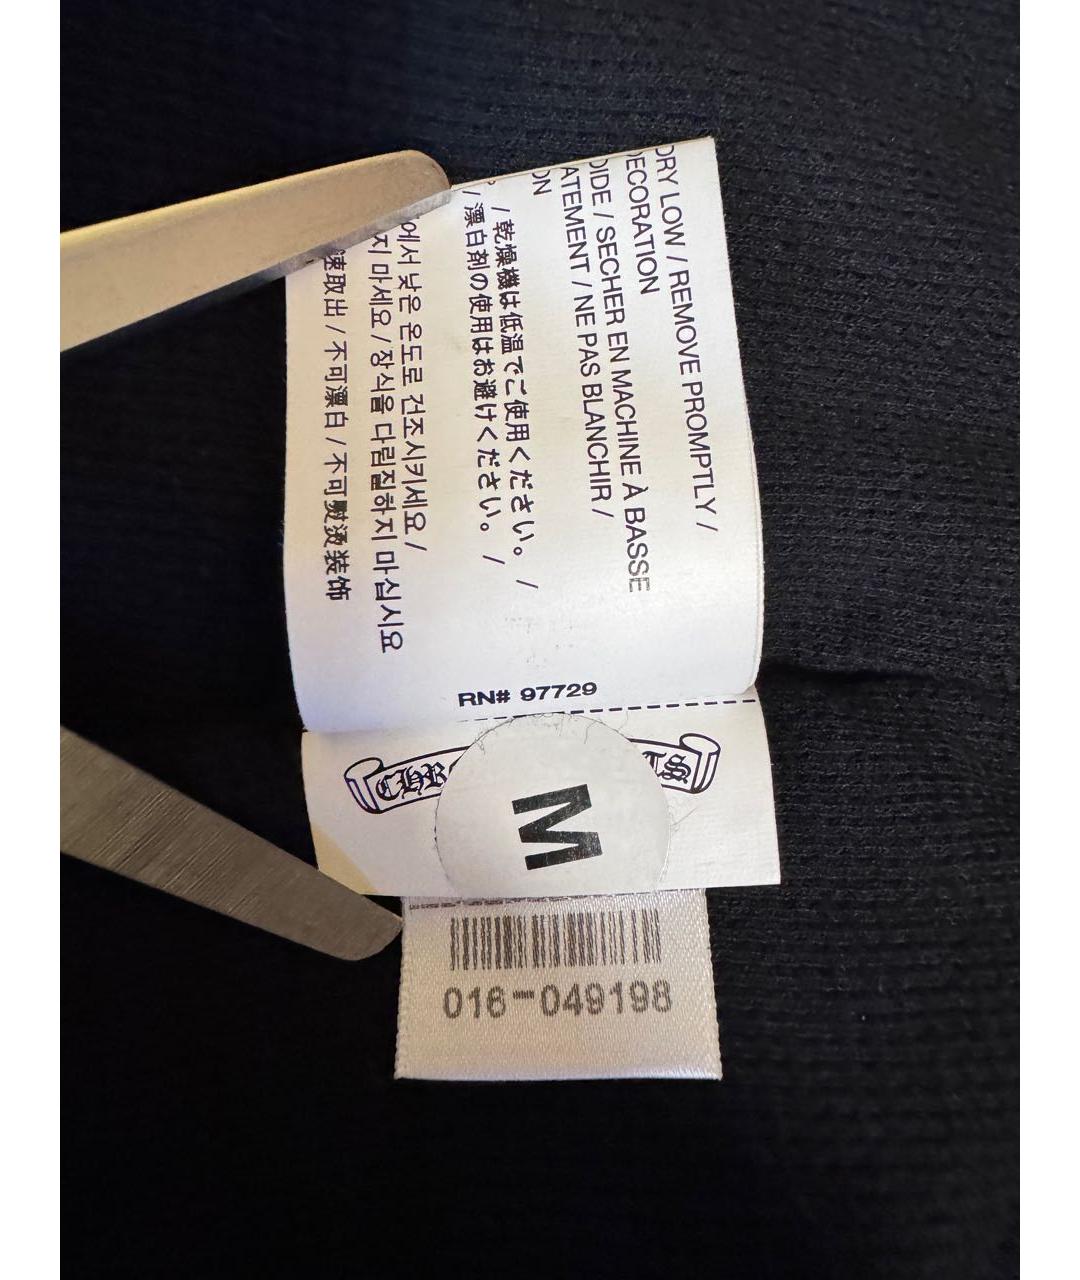 DRY LOW / REMOVE PROMPTLY /
DECORATION
OIDE / SECHER EN MACHINE À BASSE
ATEMENT / NE PAS BLANCHIR /
ON
/ 乾燥機は低温でご使用ください。 /
/ 漂白剤の使用はお避けください。 /
에서 낮은 온도로 건조시키세요 /
지 마세요 / 장식을 다림질하지 마십시요
速取出 / 不可漂白 / 不可熨烫装饰
RN# 97729
CHR TS
M
016-049198